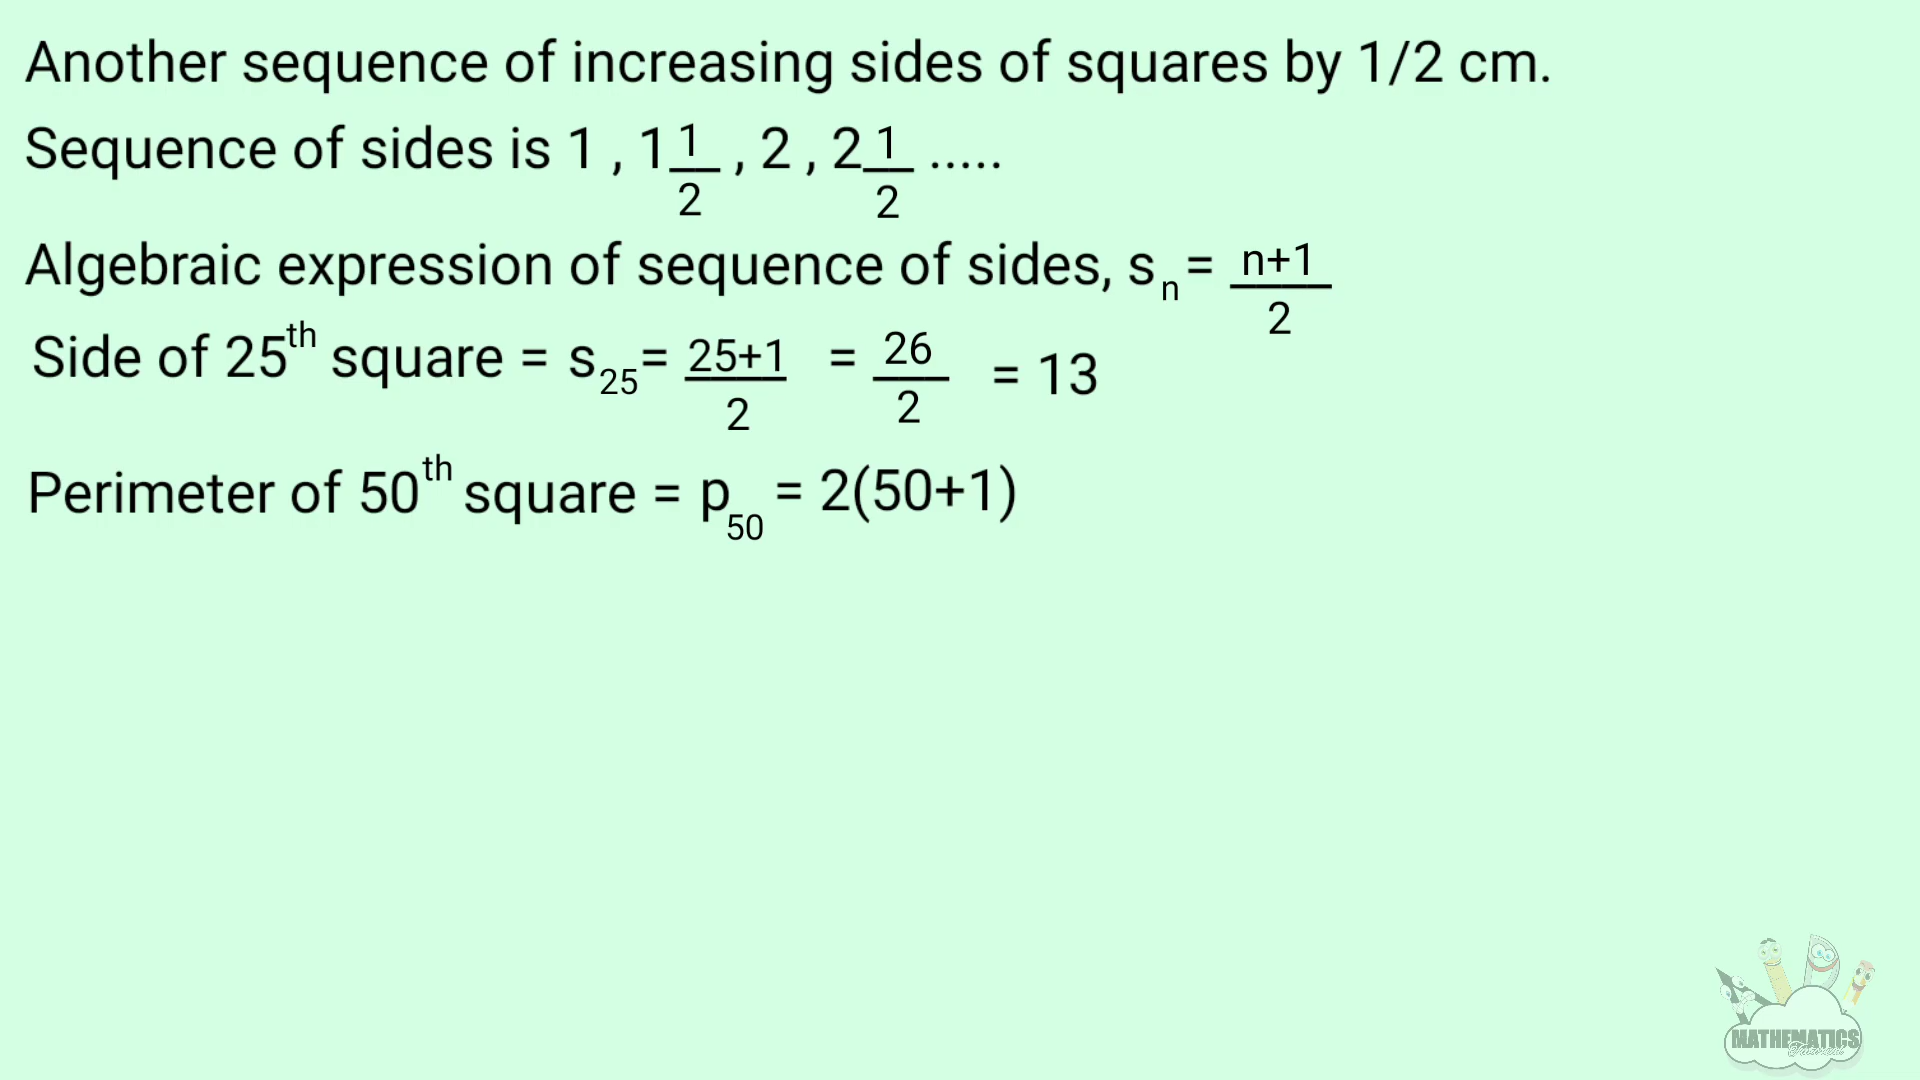 Another sequence of increasing sides of squares by 1/2 cm.
Sequence of sides is 1 , 1 1/2 , 2 , 2 1/2 .....
Algebraic expression of sequence of sides, sₙ = n+1/2
Side of 25th square = s₂₅ = 25+1/2 = 26/2 = 13
Perimeter of 50th square = p₅₀ = 2(50+1)
MATHEMATICS